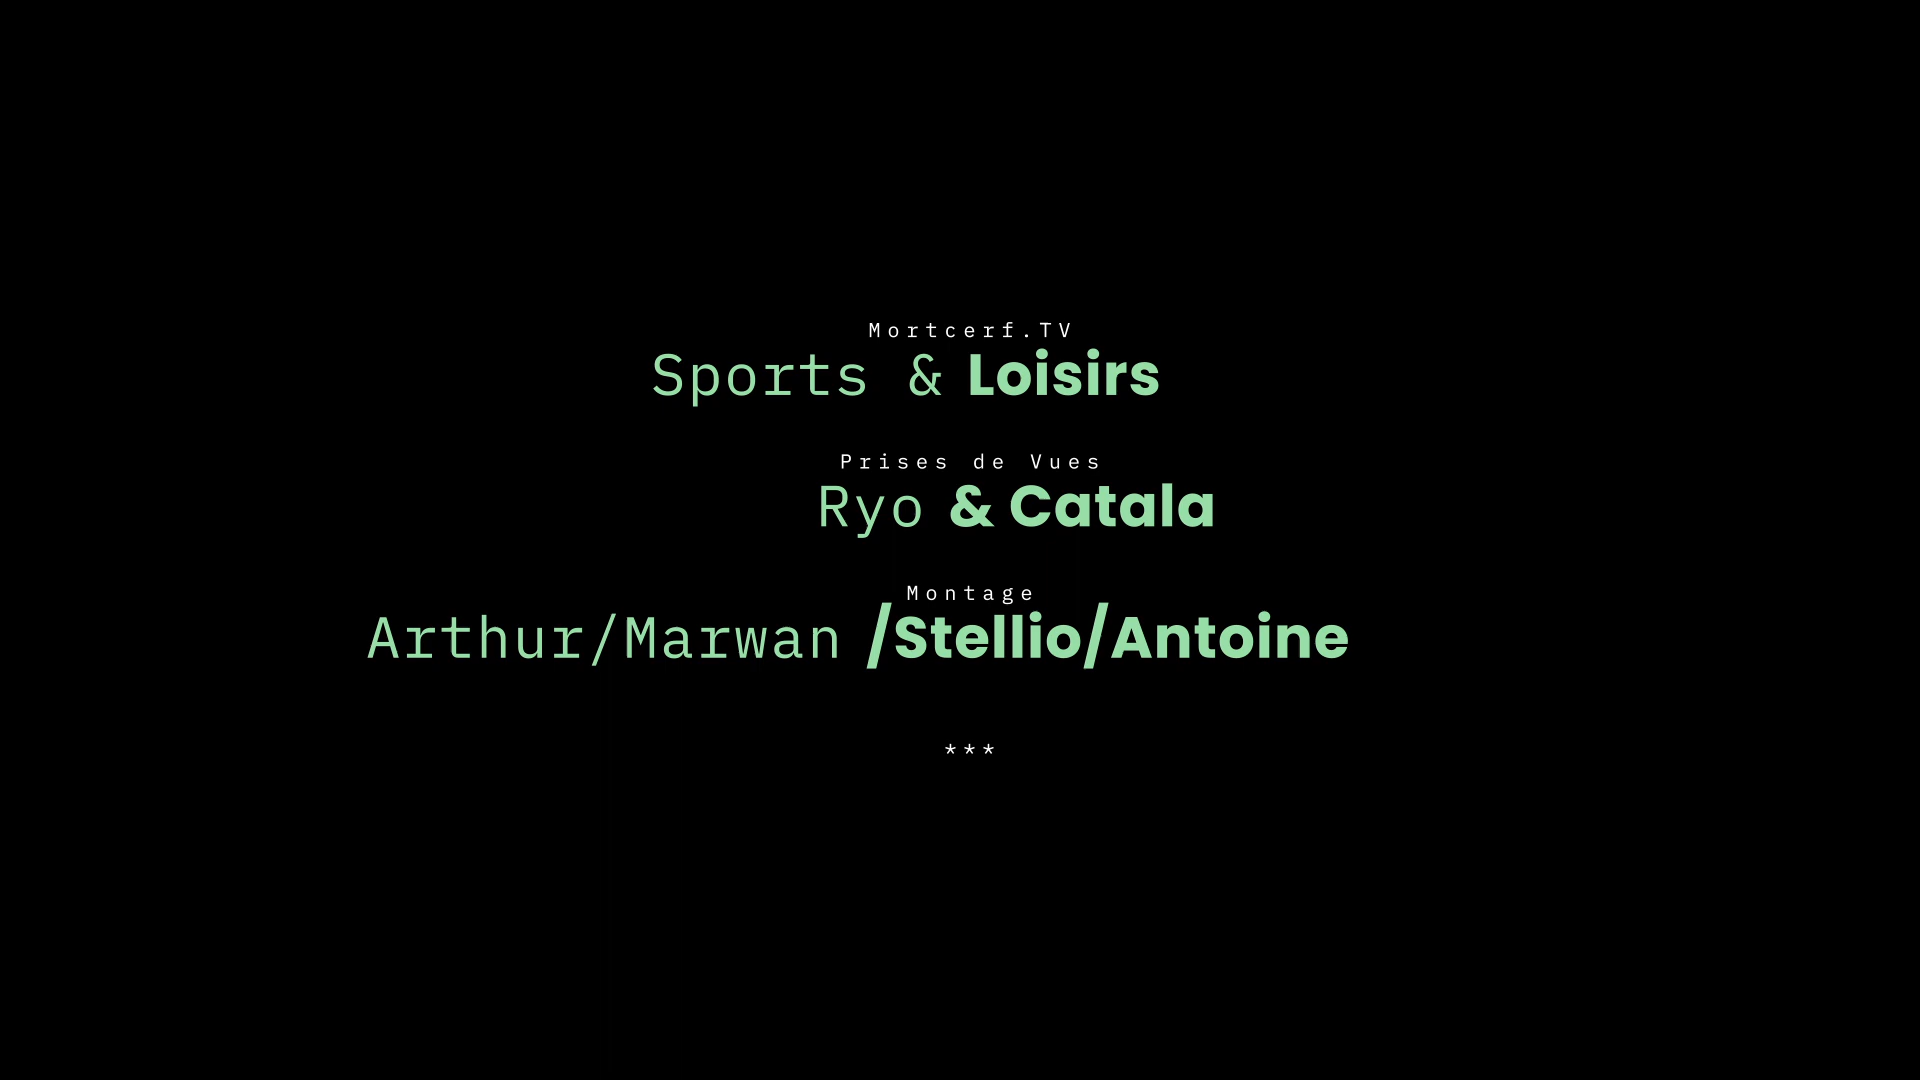 Mortcerf.TV
Sports & Loisirs
Prises de Vues
Ryo & Catala
Montage
Arthur/Marwan /Stellio/Antoine
***